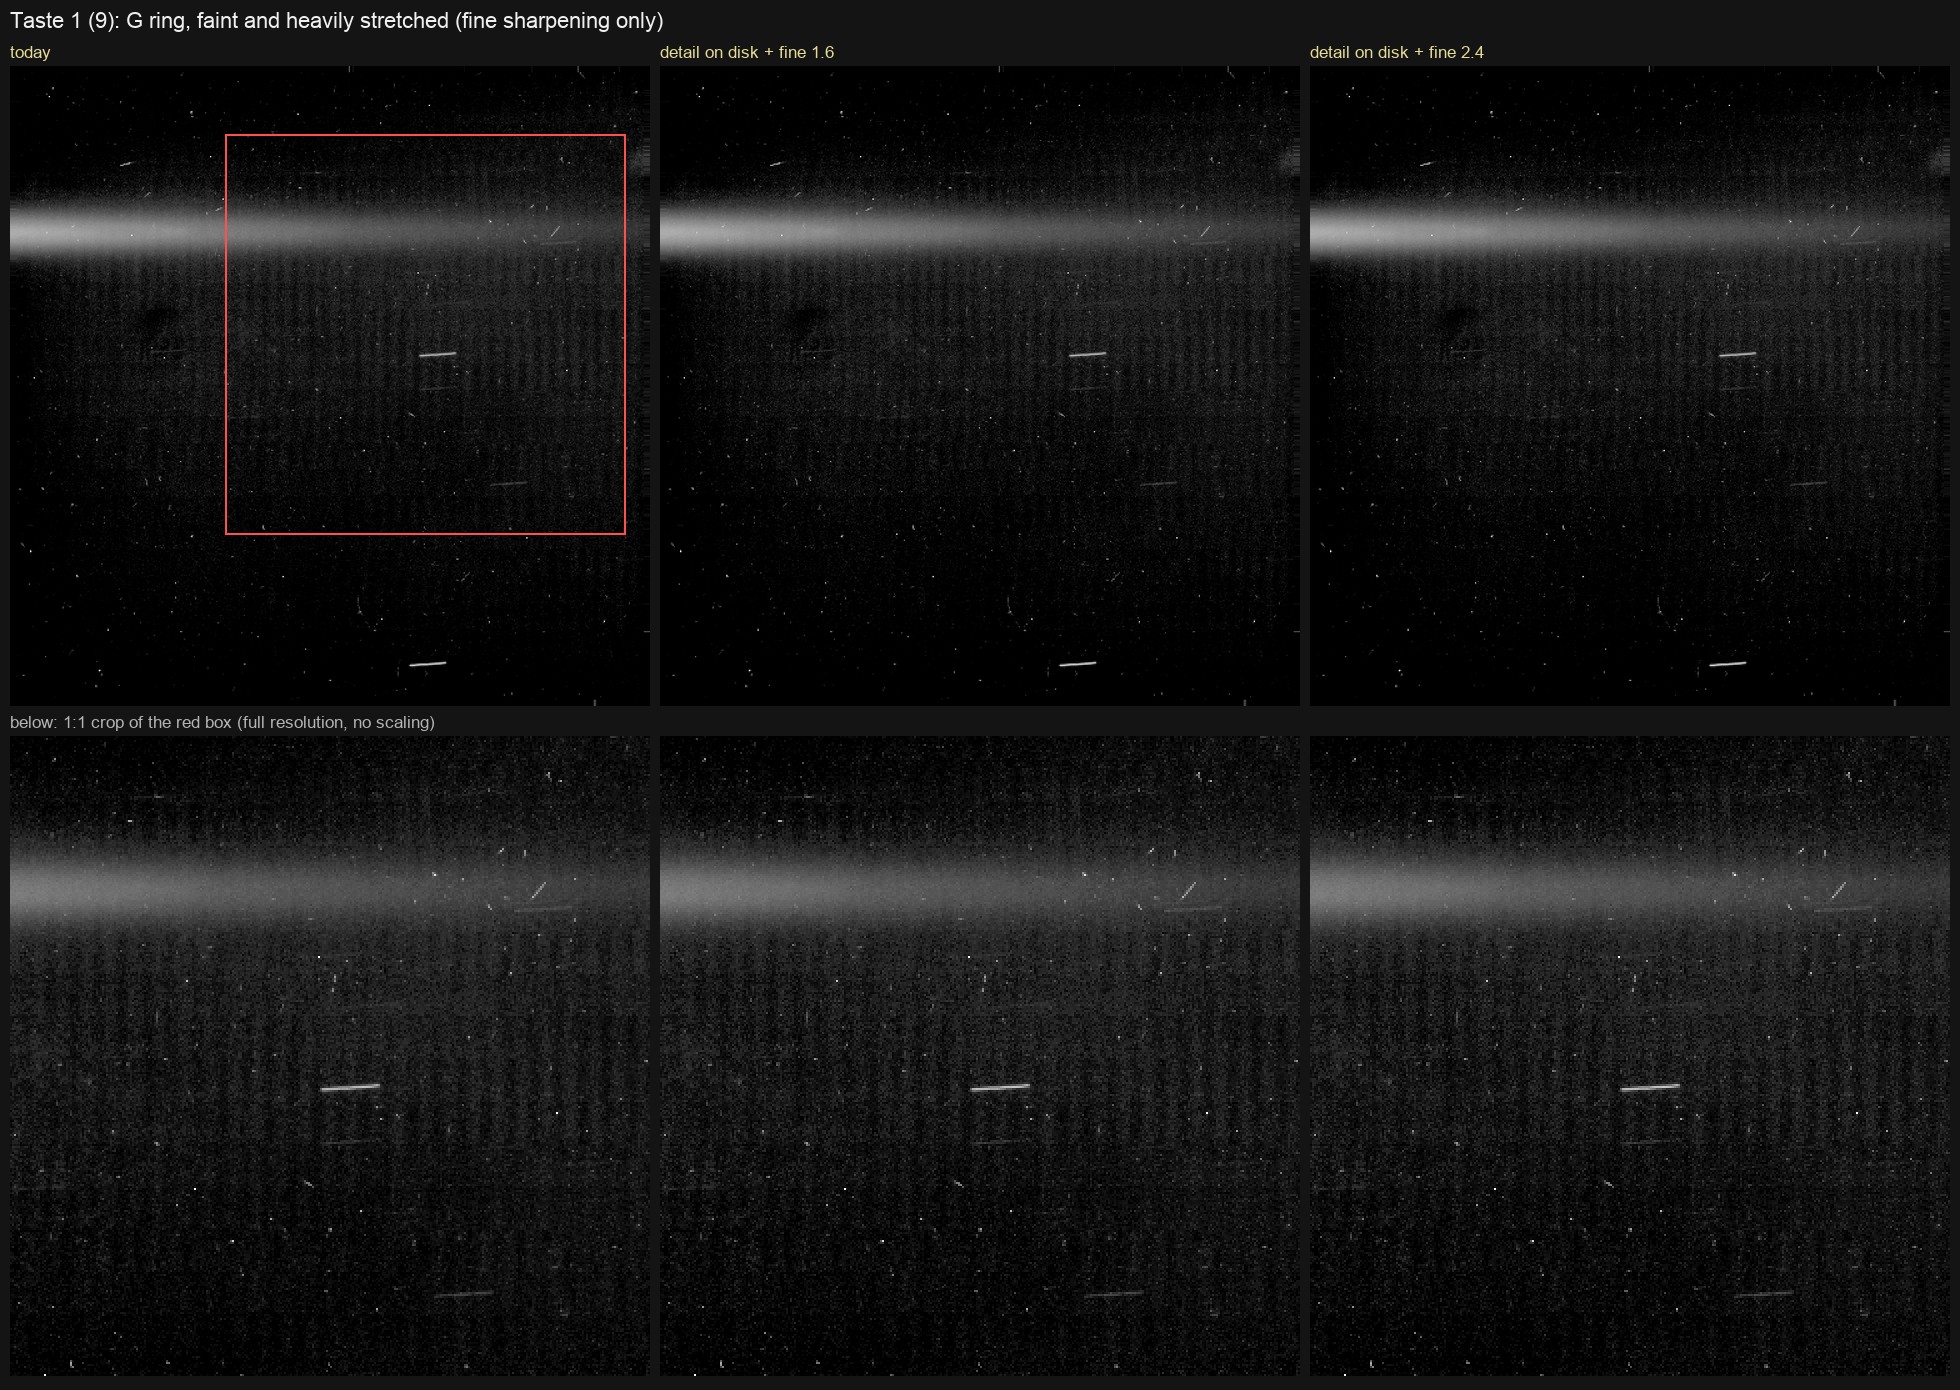 Taste 1 (9): G ring, faint and heavily stretched (fine sharpening only)
today
detail on disk + fine 1.6
detail on disk + fine 2.4
below: 1:1 crop of the red box (full resolution, no scaling)